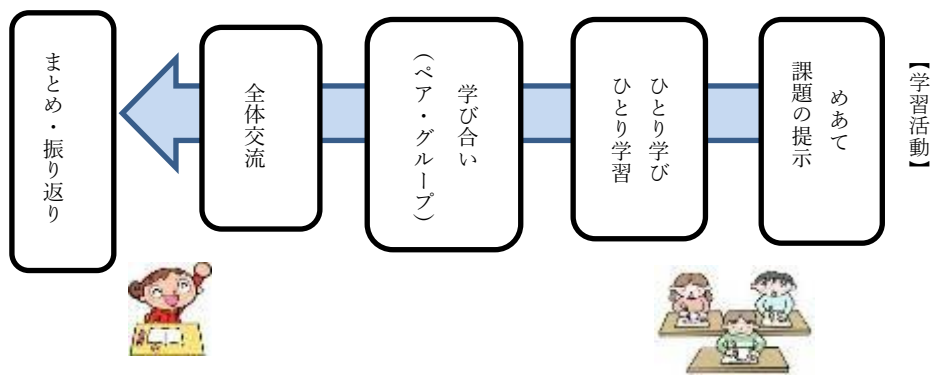 【学習活動】
めあて
課題の提示
ひとり学び
ひとり学習
学び合い
（ペア・グループ）
全体交流
まとめ・振り返り